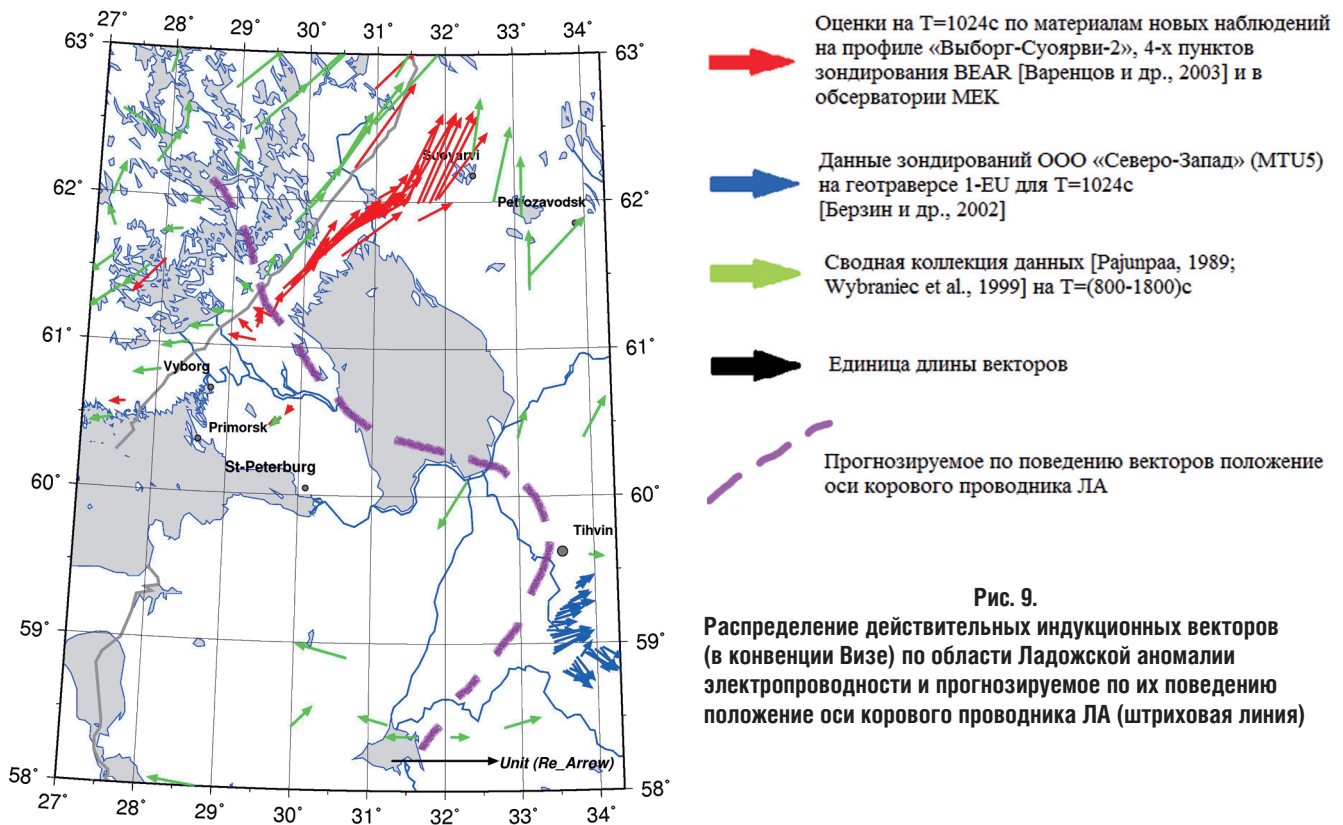 27° 28 29 30 31 32 33°
63° 63°
62° 62°
61° 61°
60° 60°
59° 59°
58° 58°
27° 28 29 30 31 32 33 34°
Suoyarvi
Petrozavodsk
Vyborg
Primorsk
St-Peterburg
Tihvin
Unit (Re_Arrow)
Оценки на T=1024с по материалам новых наблюдений
на профиле «Выборг-Суоярви-2», 4-х пунктов
зондирования BEAR [Варенцов и др., 2003] и в
обсерватории МЕК
Данные зондирований ООО «Северо-Запад» (MTU5)
на геотраверсе 1-EU для T=1024с
[Берзин и др., 2002]
Сводная коллекция данных [Pajunpaa, 1989;
Wybraniec et al., 1999] на T=(800-1800)с
Единица длины векторов
Прогнозируемое по поведению векторов положение
оси корового проводника ЛА
Рис. 9.
Распределение действительных индукционных векторов
(в конвенции Визе) по области Ладожской аномалии
электропроводности и прогнозируемое по их поведению
положение оси корового проводника ЛА (штриховая линия)